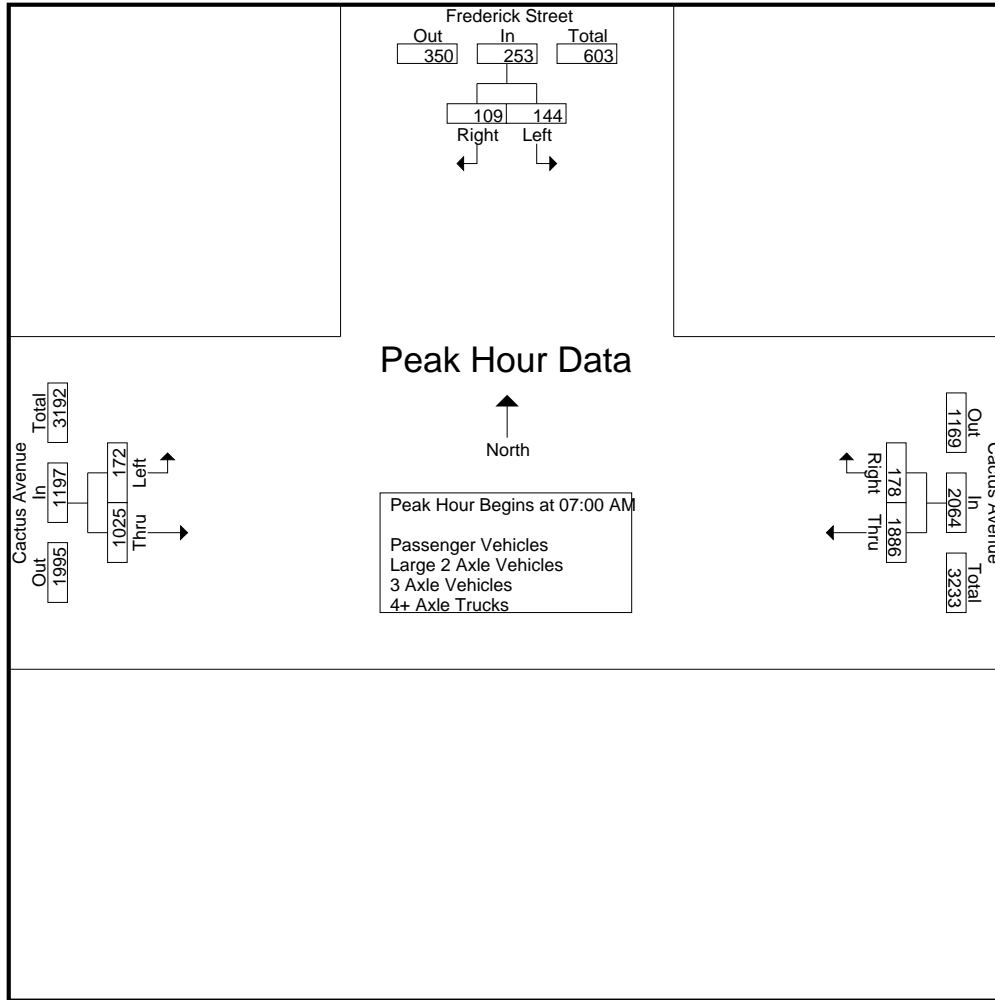 Frederick Street
Out In Total
350 253 603
109 144
Right Left
Peak Hour Data
North
Peak Hour Begins at 07:00 AM
Passenger Vehicles
Large 2 Axle Vehicles
3 Axle Vehicles
4+ Axle Trucks
Cactus Avenue
Out In Total
1995 1197 3192
172 1025
Left Thru
Cactus Avenue
Out In Total
1169 2064 3233
178 1886
Right Thru